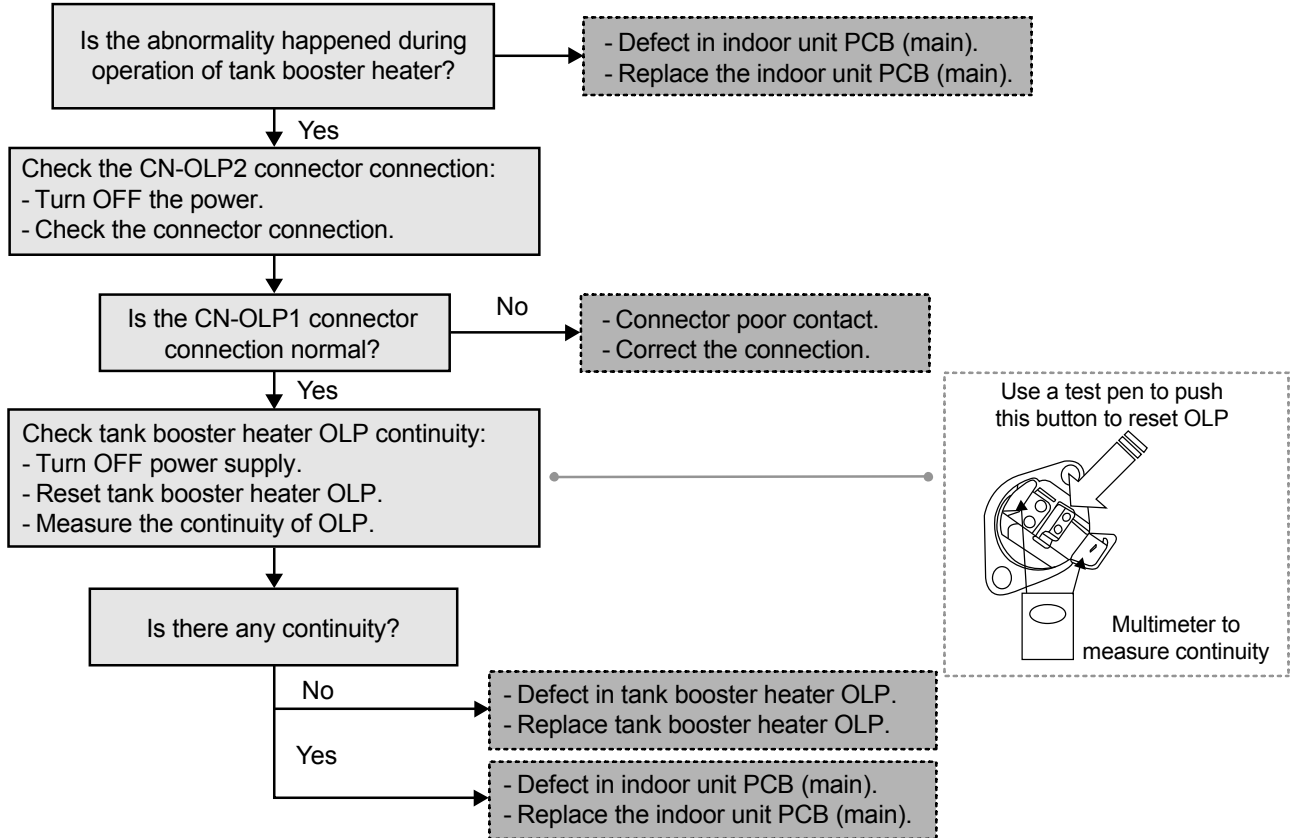 Is the abnormality happened during
operation of tank booster heater?
- Defect in indoor unit PCB (main).
- Replace the indoor unit PCB (main).
Yes
Check the CN-OLP2 connector connection:
- Turn OFF the power.
- Check the connector connection.
Is the CN-OLP1 connector
connection normal?
No
- Connector poor contact.
- Correct the connection.
Yes
Check tank booster heater OLP continuity:
- Turn OFF power supply.
- Reset tank booster heater OLP.
- Measure the continuity of OLP.
Use a test pen to push
this button to reset OLP
Multimeter to
measure continuity
Is there any continuity?
No
- Defect in tank booster heater OLP.
- Replace tank booster heater OLP.
Yes
- Defect in indoor unit PCB (main).
- Replace the indoor unit PCB (main).